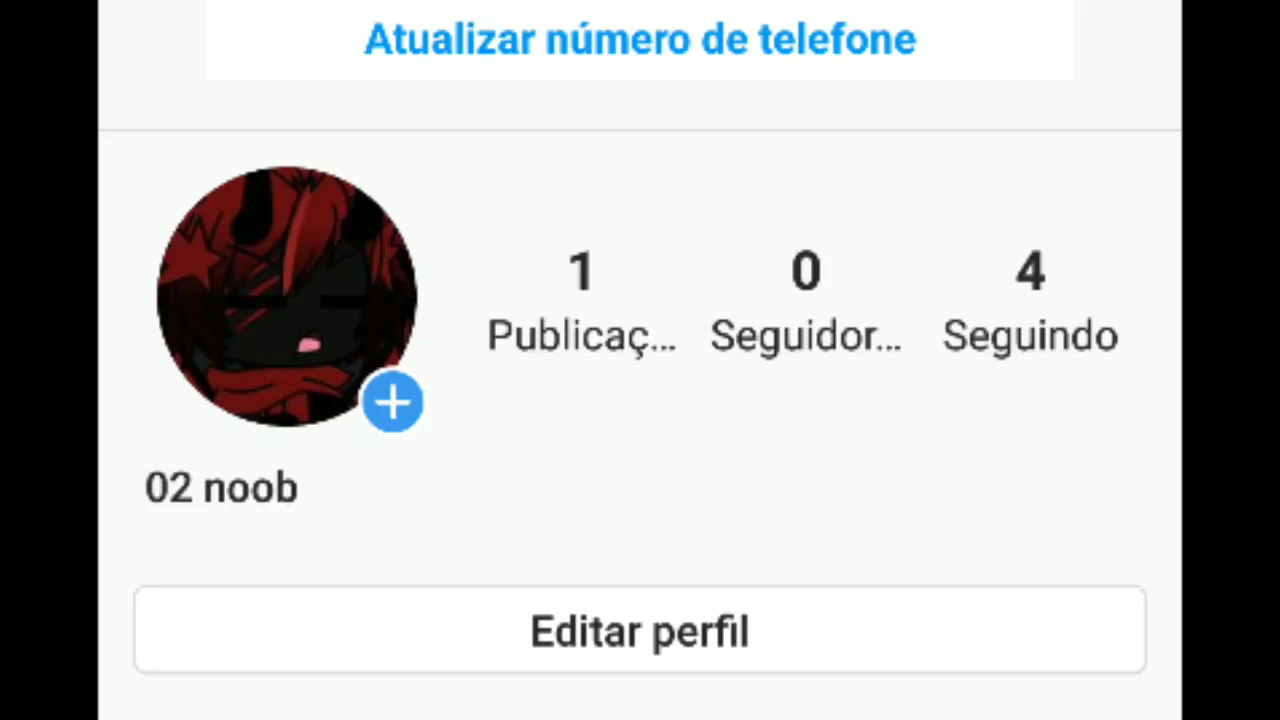 Atualizar número de telefone
1 0 4
Publicaç... Seguidor... Seguindo
02 noob
Editar perfil